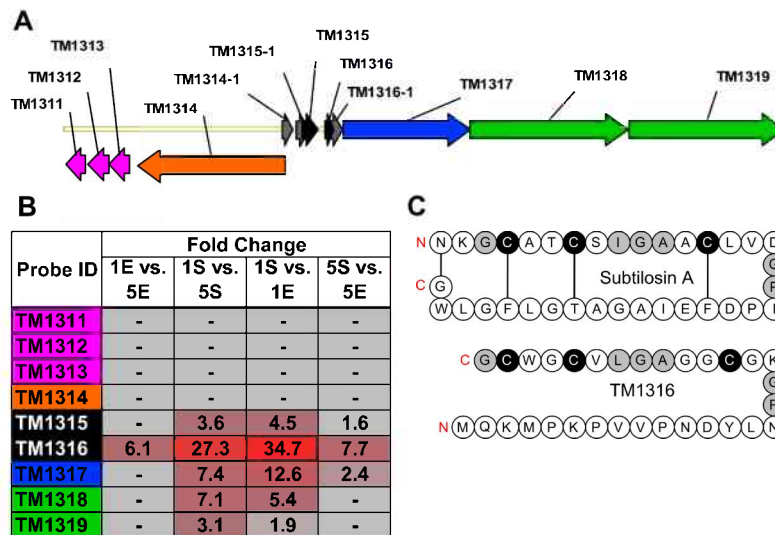 A
TM1313
TM1315
TM1315-1
TM1312
TM1316
TM1314-1
TM1318
TM1319
TM1317
TM1316-1
TM1311
TM1314
B
Probe ID
Fold Change
1E vs. 5E
1S vs. 5S
1S vs. 1E
5S vs. 5E
TM1311 - - - -
TM1312 - - - -
TM1313 - - - -
TM1314 - - - -
TM1315 - 3.6 4.5 1.6
TM1316 6.1 27.3 34.7 7.7
TM1317 - 7.4 12.6 2.4
TM1318 - 7.1 5.4 -
TM1319 - 3.1 1.9 -
C
N N K G C A T C S I G A A C L V D
G
Subtilosin A
C G
W L G F L G T A G A I E F D P I
C G C W G C V L G A G G C G K
G
TM1316
N M Q K M P K P V V P N D Y L N